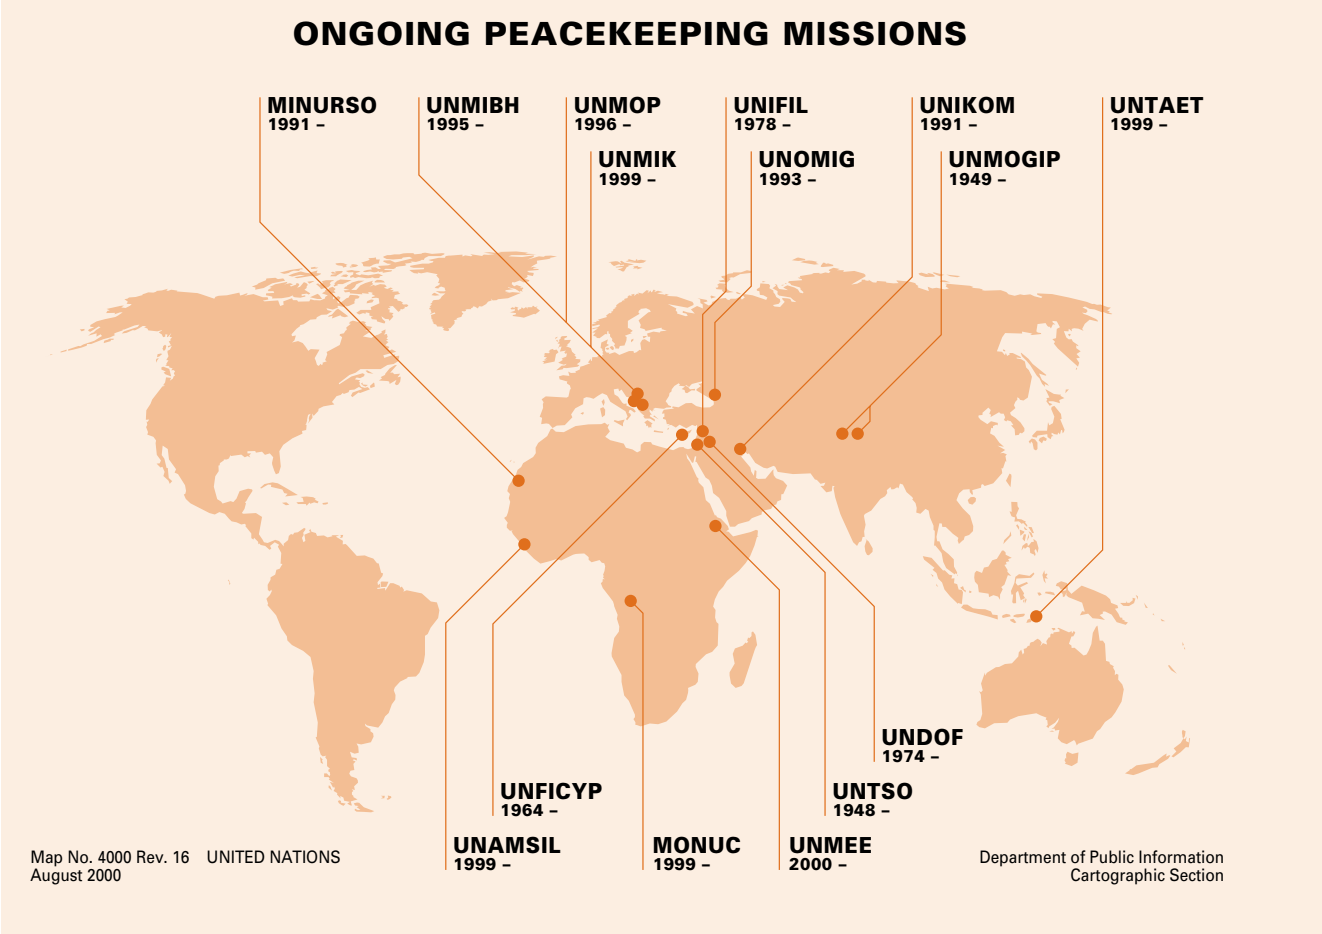 ONGOING PEACEKEEPING MISSIONS
MINURSO
1991 –
UNMIBH
1995 –
UNMOP
1996 –
UNIFIL
1978 –
UNIKOM
1991 –
UNTAET
1999 –
UNMIK
1999 –
UNOMIG
1993 –
UNMOGIP
1949 –
UNDOF
1974 –
UNFICYP
1964 –
UNTSO
1948 –
UNAMSIL
1999 –
MONUC
1999 –
UNMEE
2000 –
Map No. 4000 Rev. 16 UNITED NATIONS
August 2000
Department of Public Information
Cartographic Section